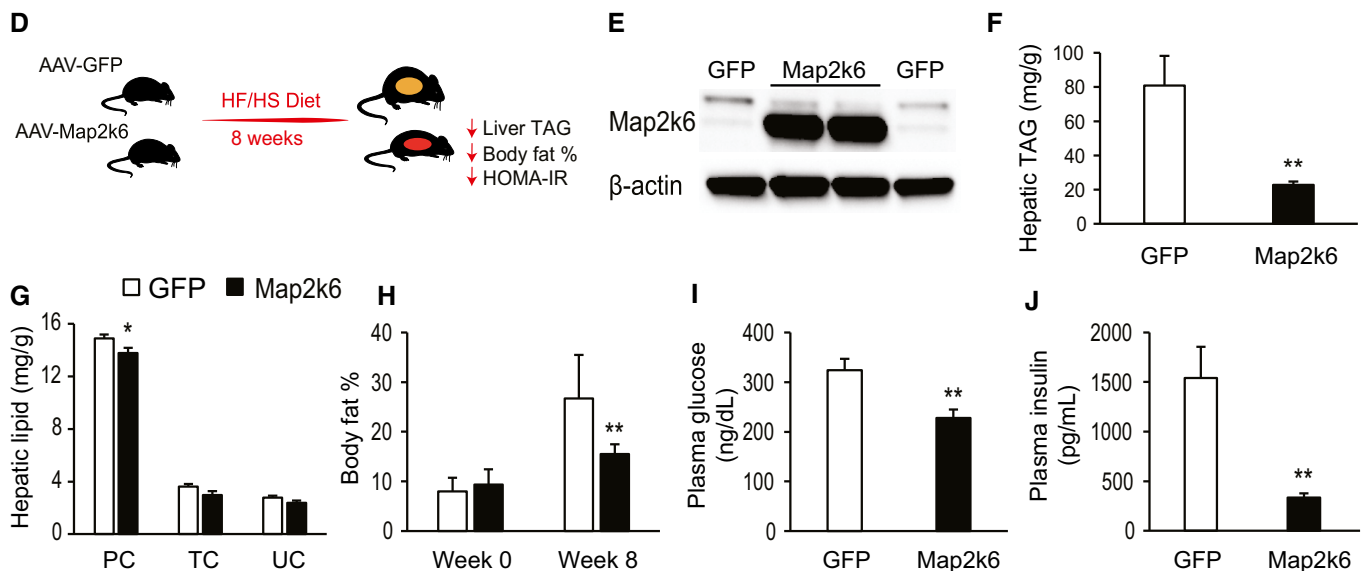 D
AAV-GFP
AAV-Map2k6
HF/HS Diet
8 weeks
↓ Liver TAG
↓ Body fat %
↓ HOMA-IR
E
GFP Map2k6 GFP
Map2k6
β-actin
F
Hepatic TAG (mg/g)
100
80
60
40
20
0
**
GFP Map2k6
G
GFP Map2k6
Hepatic lipid (mg/g)
16
12
8
4
0
*
PC TC UC
H
Body fat %
40
30
20
10
0
**
Week 0 Week 8
I
Plasma glucose
(ng/dL)
400
300
200
100
0
**
GFP Map2k6
J
Plasma insulin
(pg/mL)
2000
1500
1000
500
0
**
GFP Map2k6